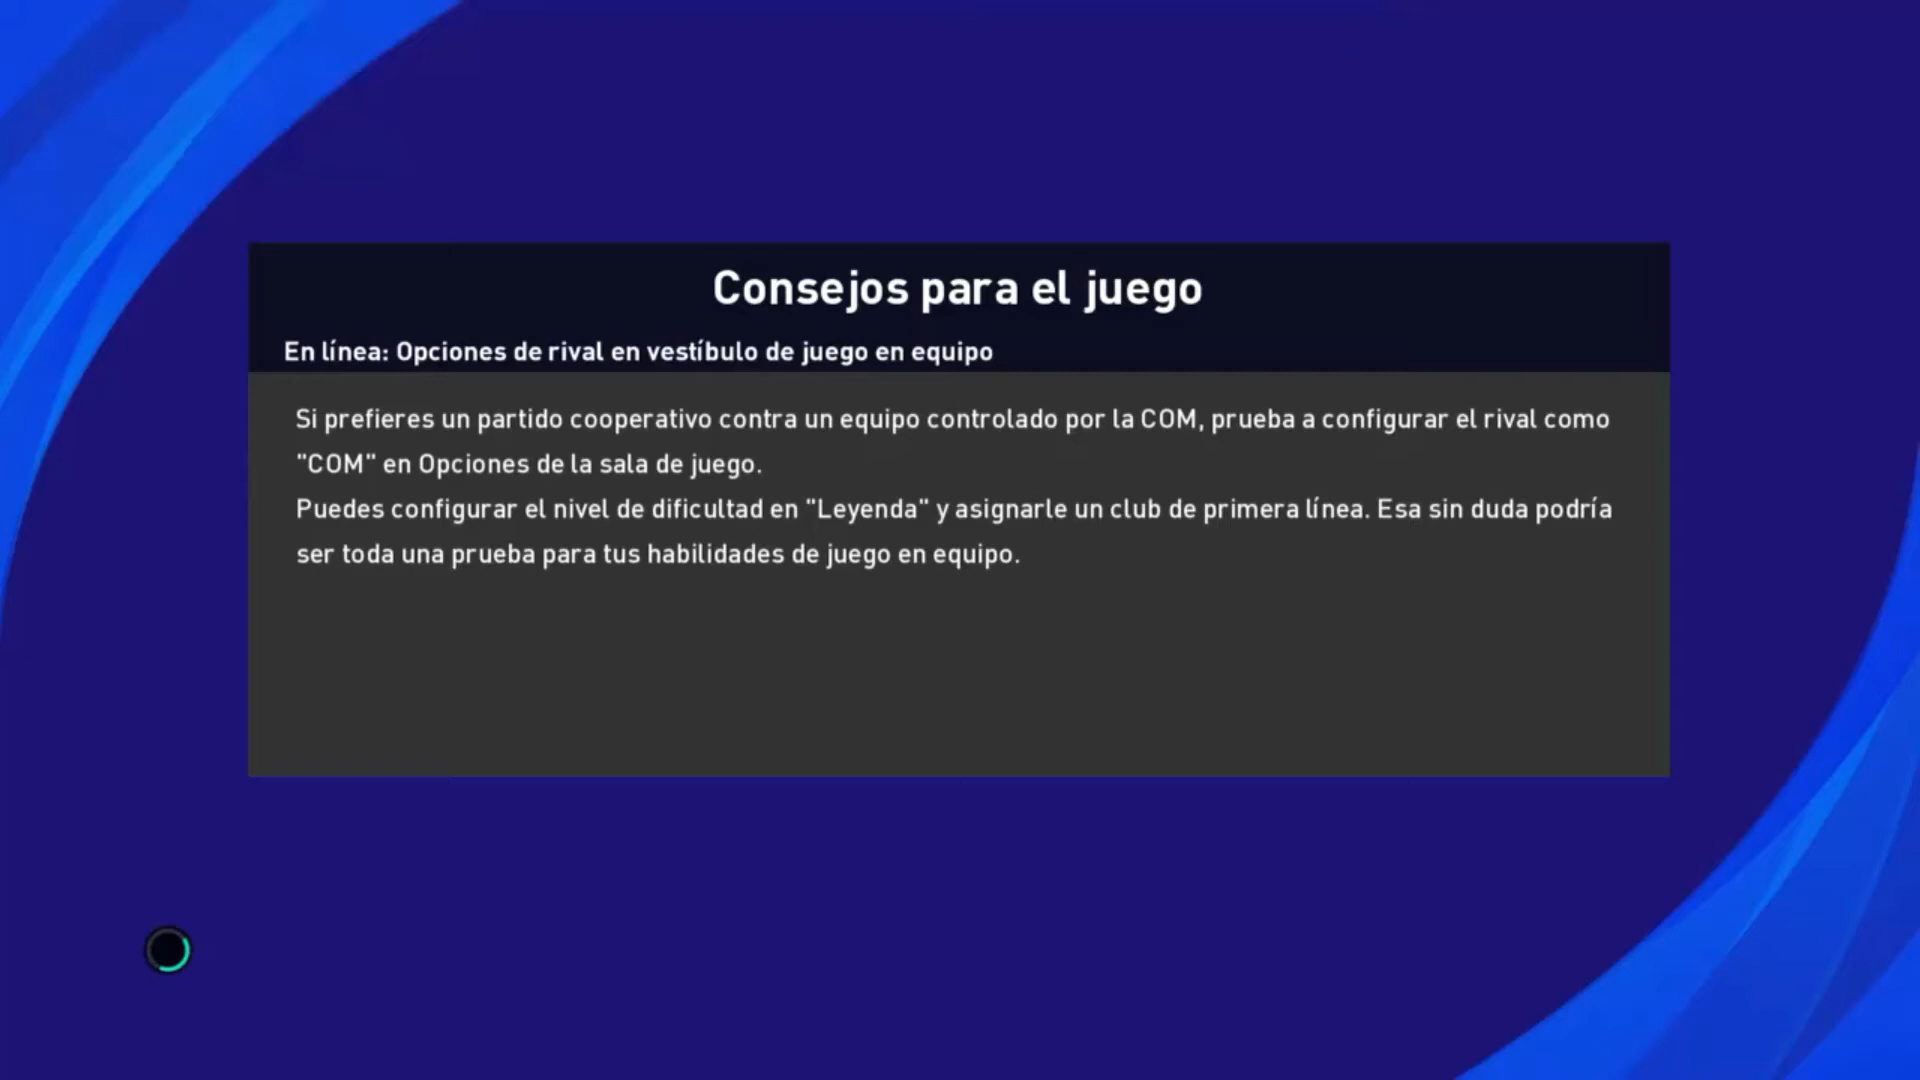 Consejos para el juego
En línea: Opciones de rival en vestíbulo de juego en equipo
Si prefieres un partido cooperativo contra un equipo controlado por la COM, prueba a configurar el rival como
"COM" en Opciones de la sala de juego.
Puedes configurar el nivel de dificultad en "Leyenda" y asignarle un club de primera línea. Esa sin duda podría
ser toda una prueba para tus habilidades de juego en equipo.